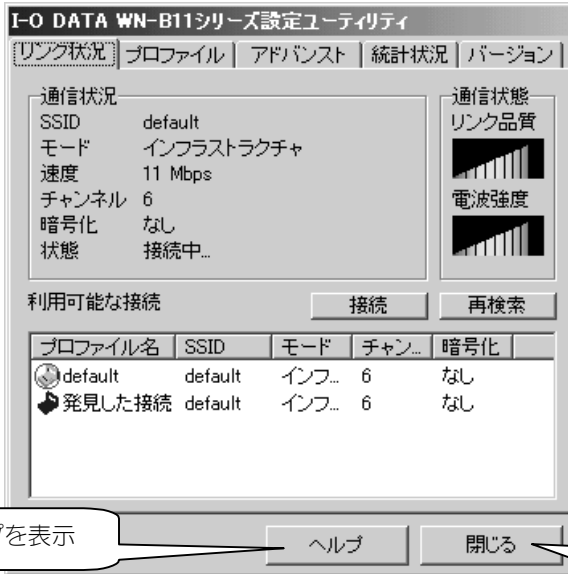 I-O DATA WN-B11シリーズ設定ユーティリティ
リンク状況 プロファイル アドバンスト 統計状況 バージョン
通信状況
SSID default
モード インフラストラクチャ
速度 11 Mbps
チャンネル 6
暗号化 なし
状態 接続中...
通信状態
リンク品質
電波強度
利用可能な接続 接続 再検索
プロファイル名 SSID モード チャン... 暗号化
default default インフ... 6 なし
発見した接続 default インフ... 6 なし
プを表示
ヘルプ 閉じる